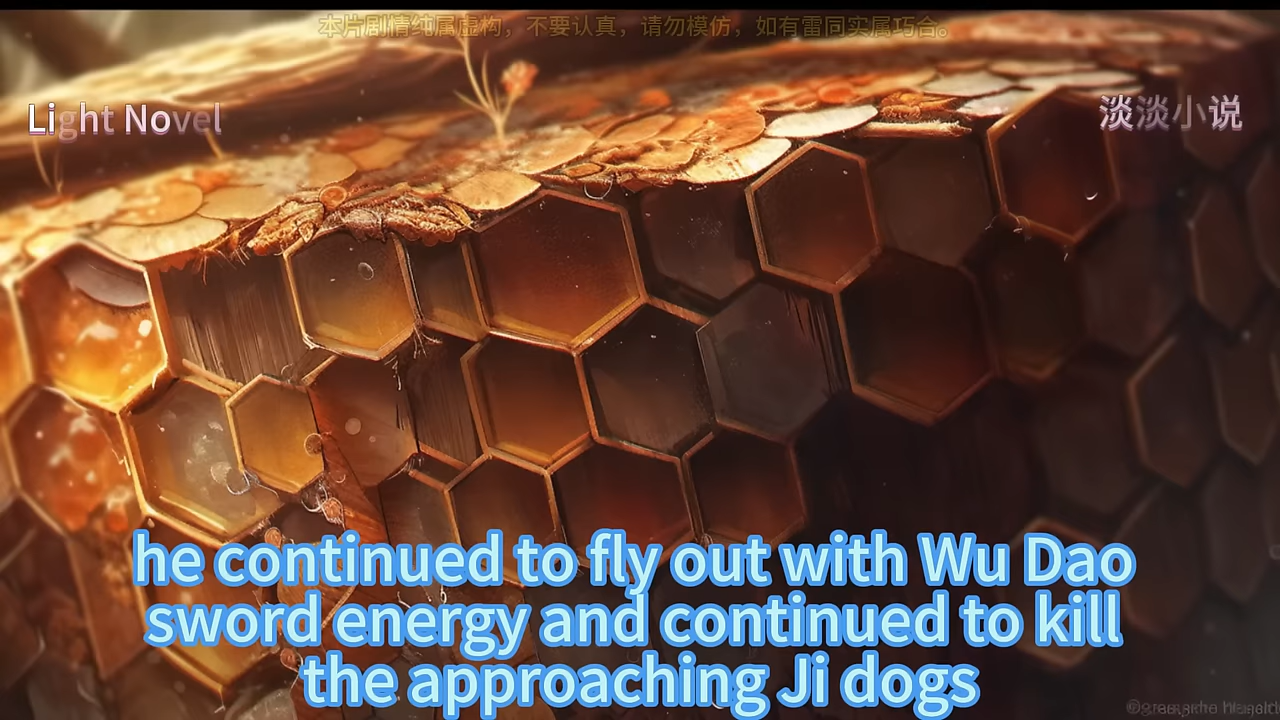 本片剧情纯属虚构，不要认真，请勿模仿，如有雷同实属巧合。
Light Novel
淡淡小说
he continued to fly out with Wu Dao
sword energy and continued to kill
the approaching Ji dogs